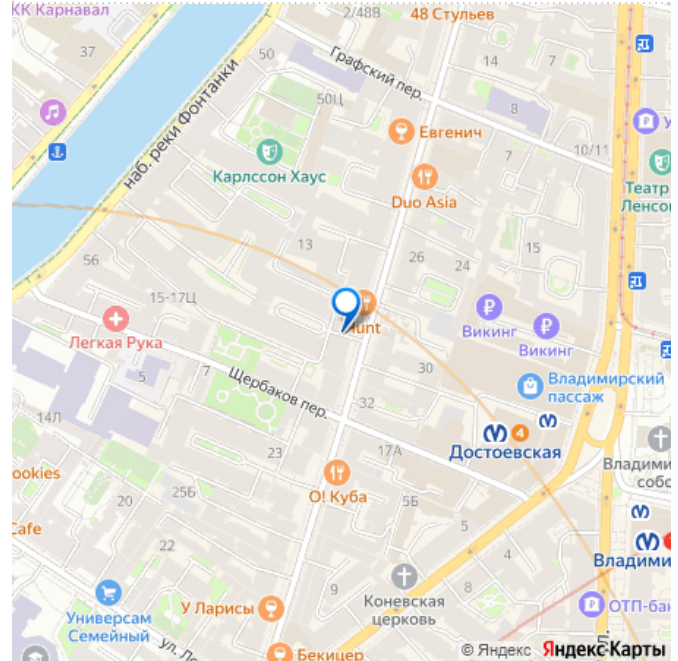 КК Карнавал
2/48В
48 Стульев
37
50
Графский пер.
14
50Ц
8
наб. реки Фонтанки
Евгенич
7
10/11
Карлссон Хаус
Театр
Ленсо
Duo Asia
7
13
15
26
24
56
15-17Ц
Hunt
Викинг
Викинг
Легкая Рука
5
7
Щербаков пер.
30
Владимирский
пассаж
32
14Л
4
Достоевская
17А
23
Владими
собо
ookies
25Б
О! Куба
5Б
20
5
Cafe
22
4
Владими
8
9
Коневская
церковь
ОТП-бан
Универсам
Семейный
У Ларисы
ул. Ло
Бекицер
© Яндекс Яндекс Карты